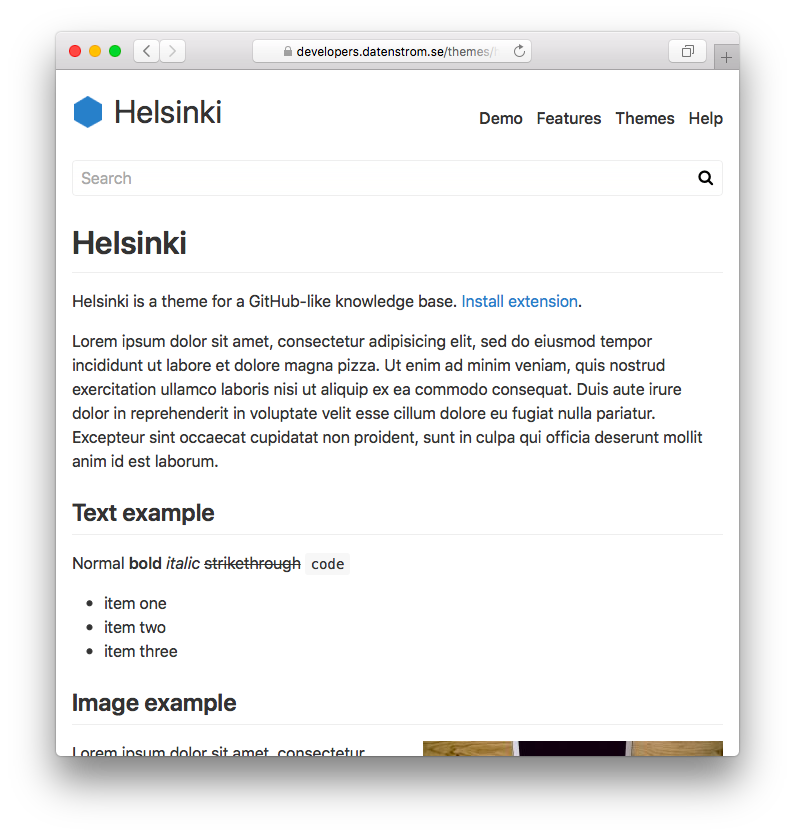 developers.datenstrom.se/themes/
Helsinki
Demo Features Themes Help
Search
Helsinki
Helsinki is a theme for a GitHub-like knowledge base. Install extension.
Lorem ipsum dolor sit amet, consectetur adipisicing elit, sed do eiusmod tempor
incididunt ut labore et dolore magna pizza. Ut enim ad minim veniam, quis nostrud
exercitation ullamco laboris nisi ut aliquip ex ea commodo consequat. Duis aute irure
dolor in reprehenderit in voluptate velit esse cillum dolore eu fugiat nulla pariatur.
Excepteur sint occaecat cupidatat non proident, sunt in culpa qui officia deserunt mollit
anim id est laborum.
Text example
Normal bold italic strikethrough code
• item one
• item two
• item three
Image example
Lorem ipsum dolor sit amet, consectetur